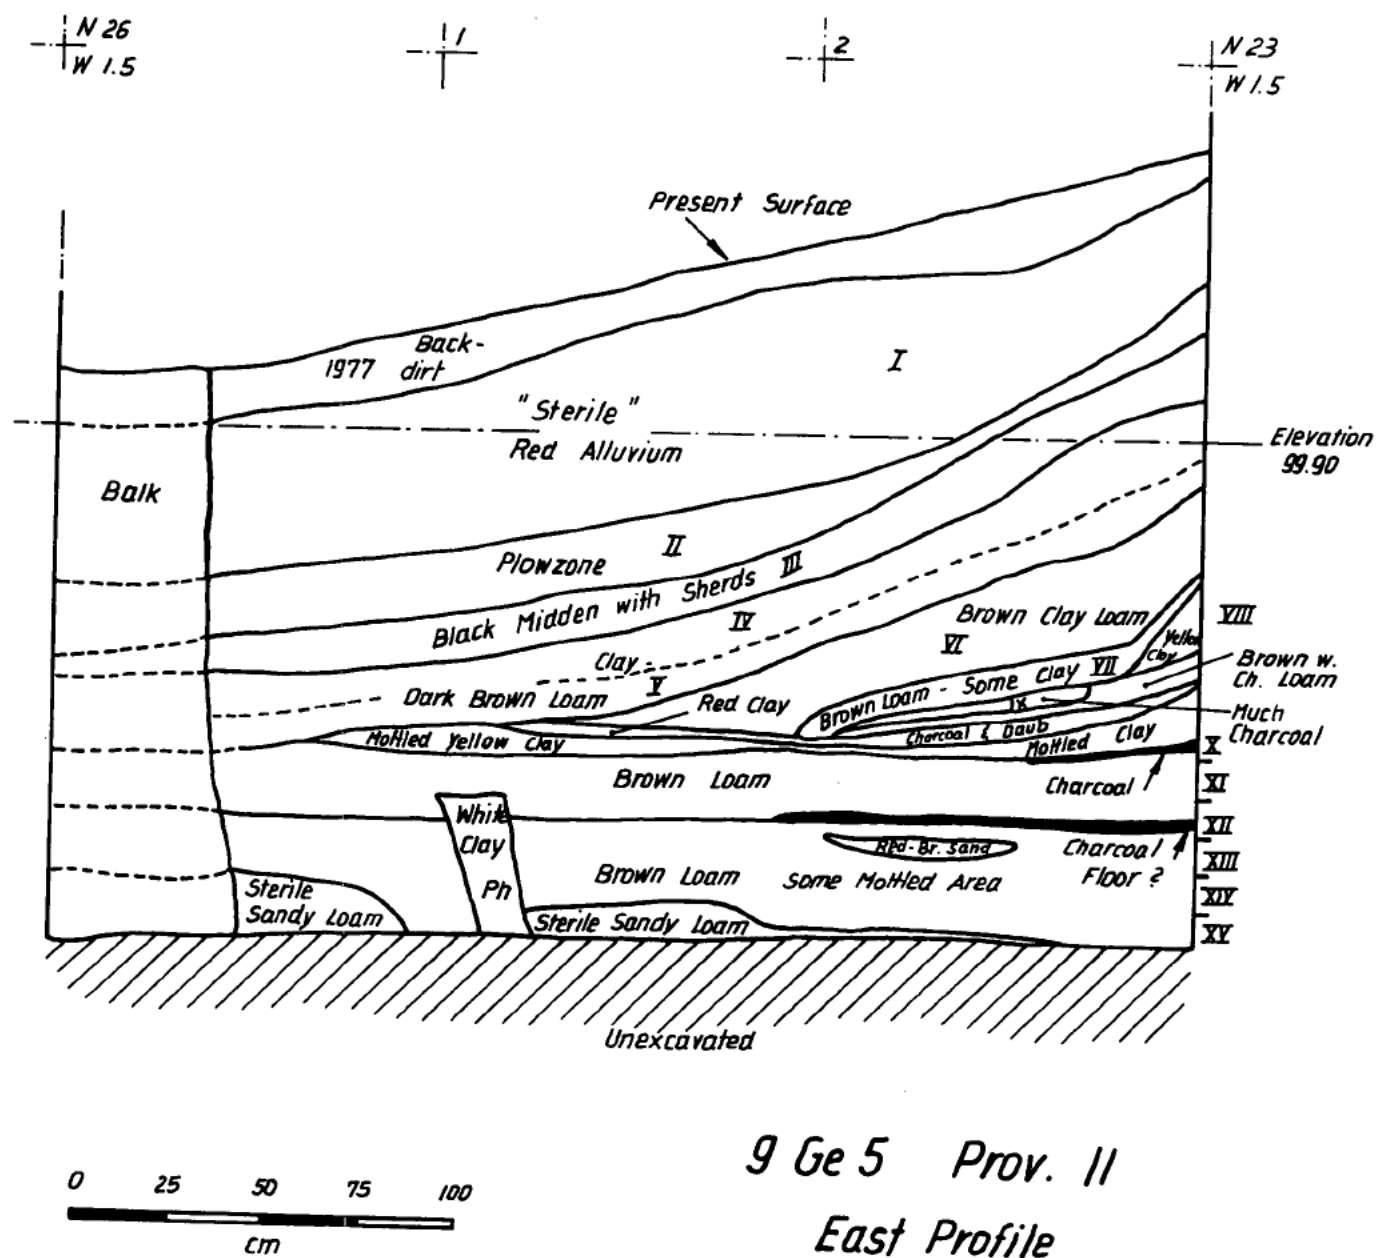 N 26
W 1.5
1
2
N 23
W 1.5
Present Surface
Back-
1977 dirt
I
"Sterile"
Red Alluvium
Elevation
99.90
Balk
II
Plowzone
III
Black Midden with Sherds
IV
Clay
V
Dark Brown Loam
Brown Clay Loam
VI
VIII
Yellow
Clay
Brown Loam - Some Clay VII
Brown w.
Ch. Loam
Red Clay
IX
Much
Charcoal
Charcoal & Daub
Mottled Yellow Clay
Mottled Clay
X
Brown Loam
Charcoal
XI
White
Clay
Ph
XII
Red-Br. Sand
Charcoal
Floor ?
XIII
Brown Loam
Some Mottled Area
XIV
Sterile
Sandy Loam
Sterile Sandy Loam
XV
Unexcavated
9 Ge 5 Prov. 11
East Profile
0 25 50 75 100
cm